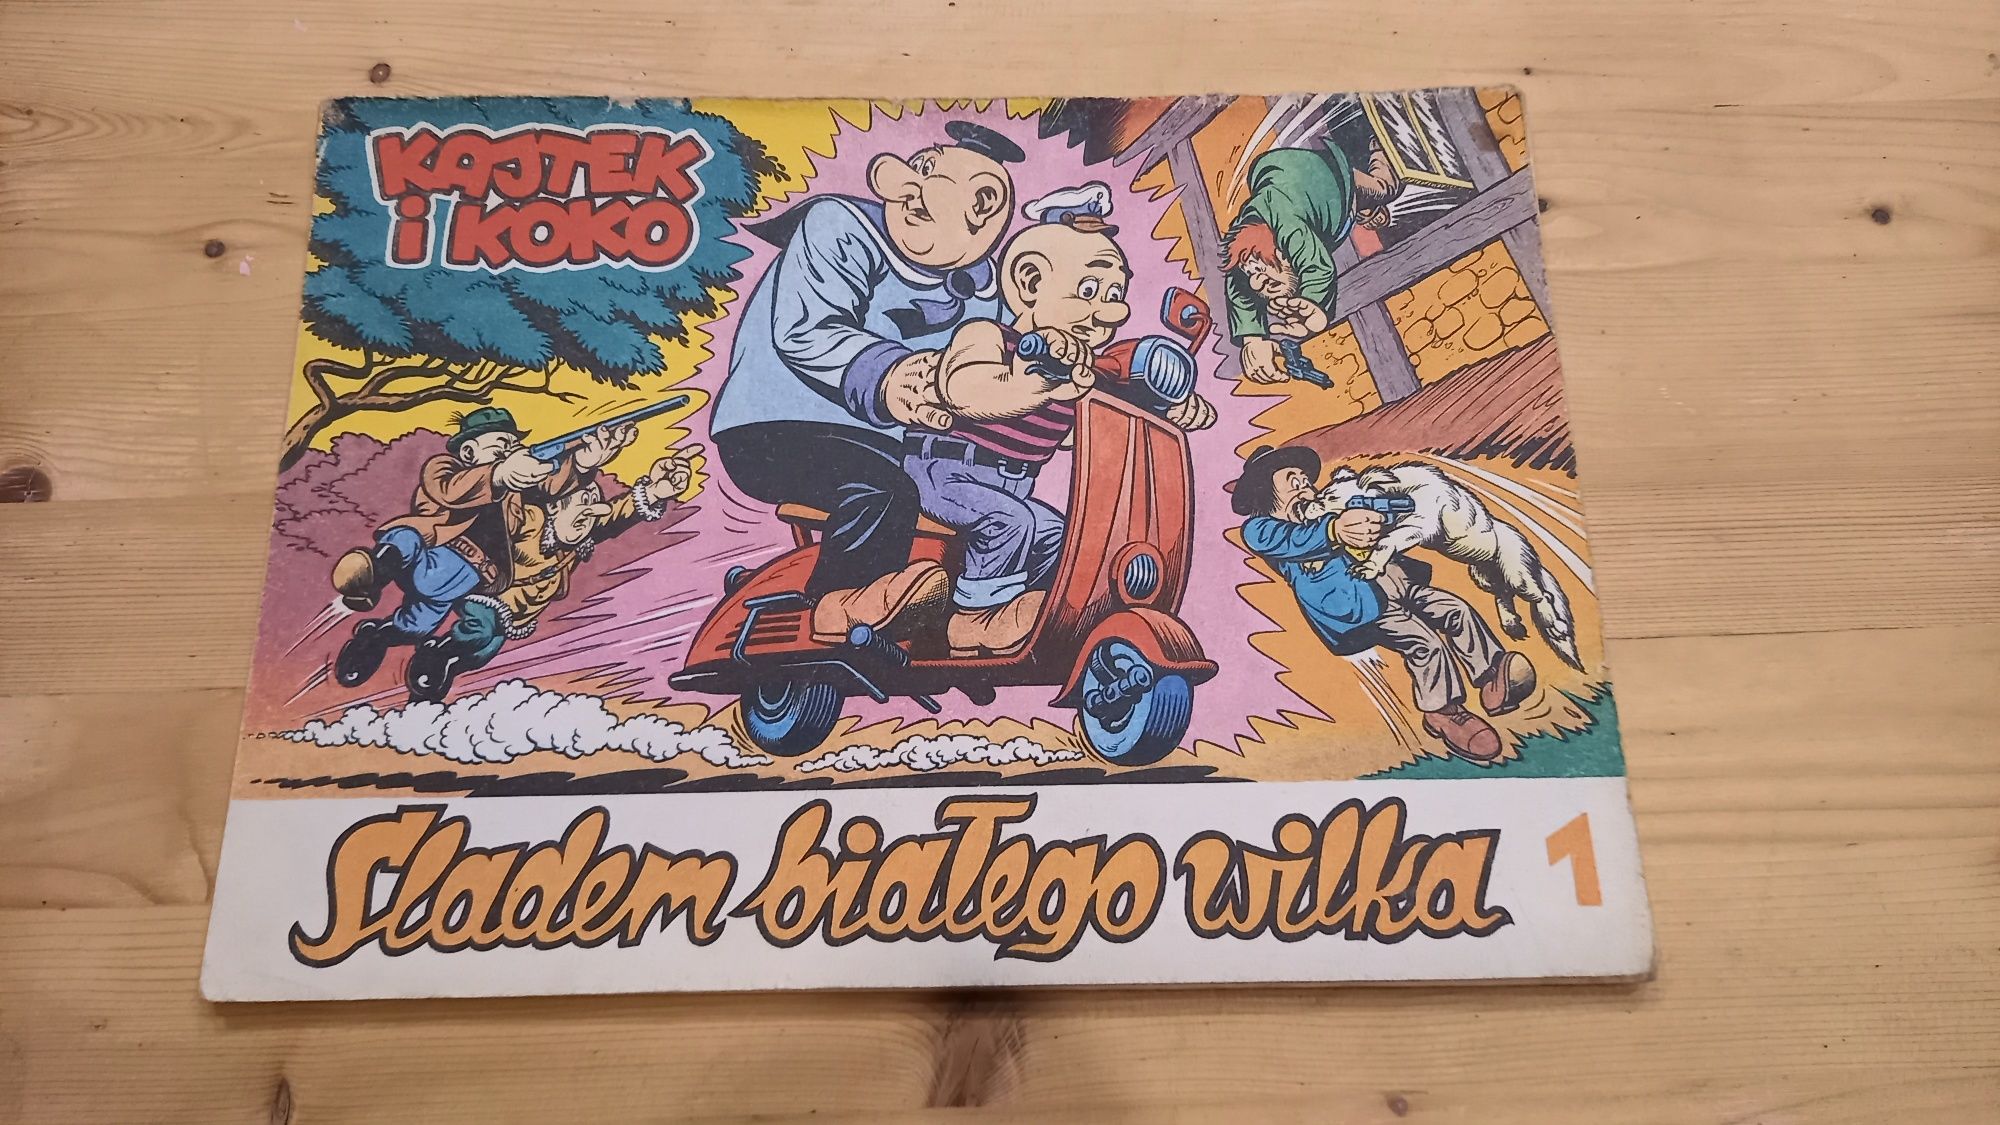 KAJTEK
i KOKO
Śladem białego wilka 1